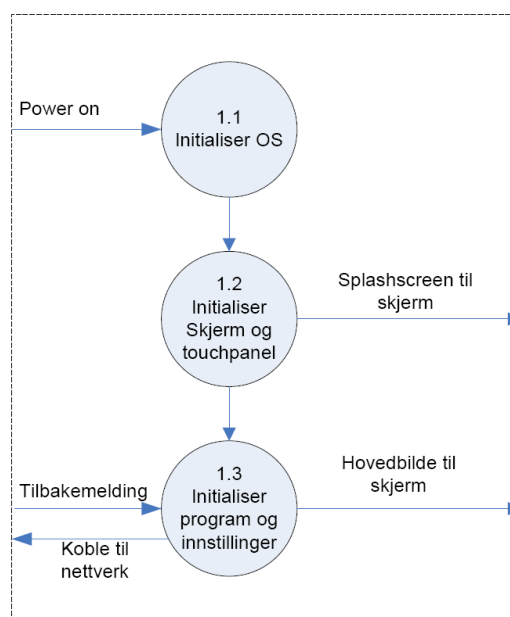 Power on
1.1
Initialiser OS
1.2
Initialiser
Skjerm og
touchpanel
Splashscreen til
skjerm
1.3
Initialiser
program og
innstillinger
Hovedbilde til
skjerm
Tilbakemelding
Koble til
nettverk